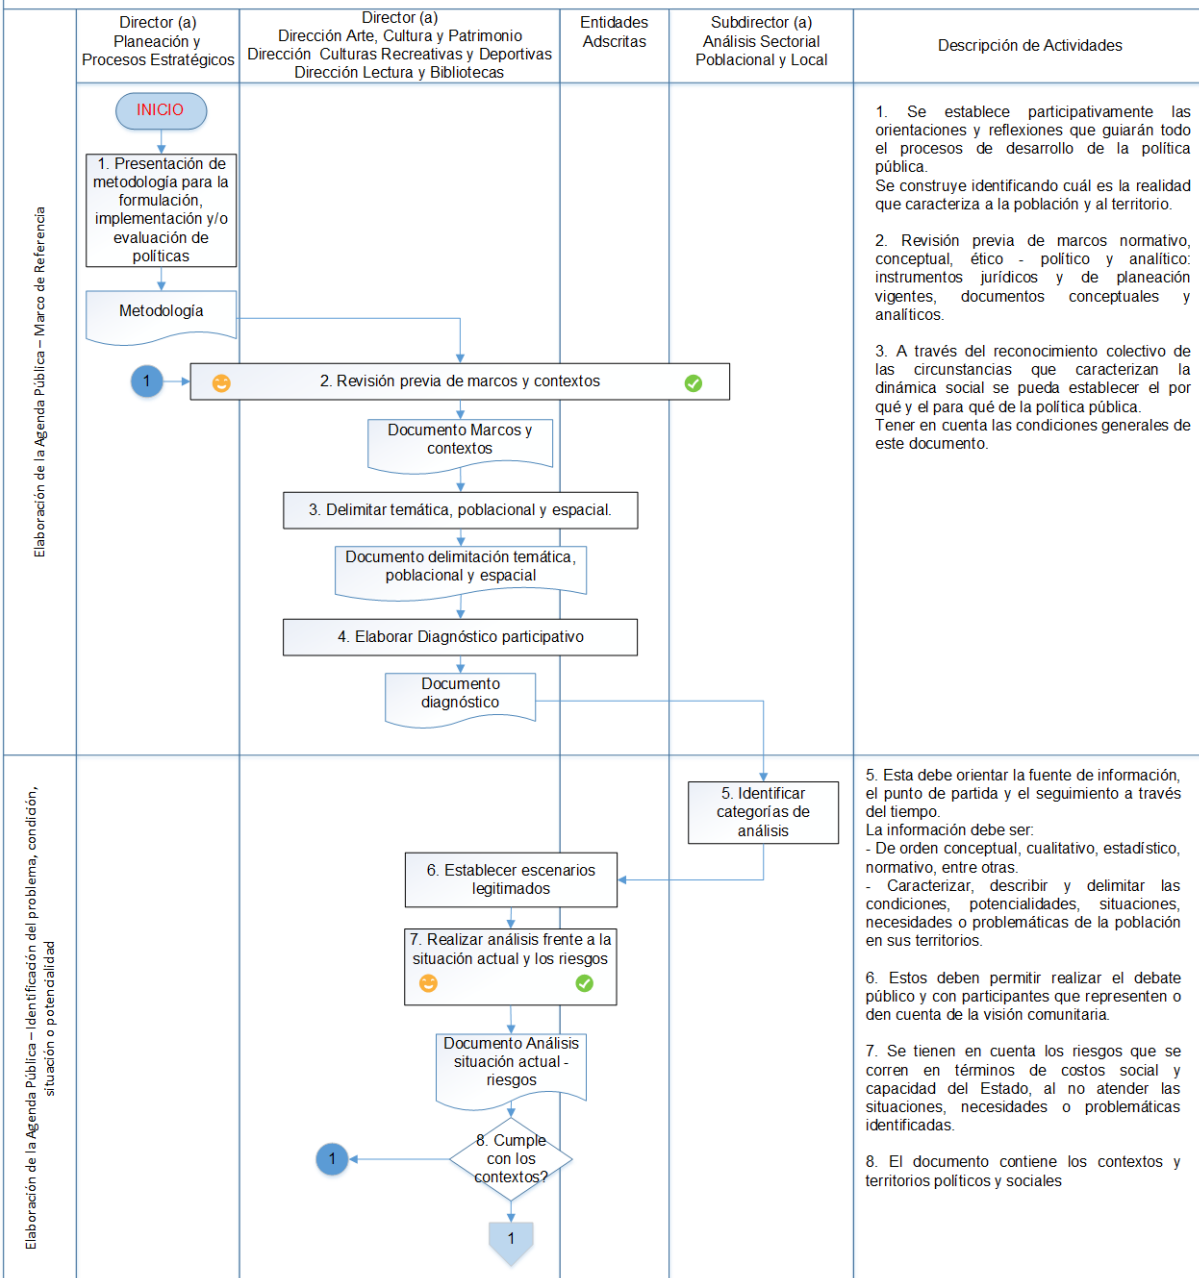 Director (a)
Planeación y
Procesos Estratégicos
Director (a)
Dirección Arte, Cultura y Patrimonio
Dirección Culturas Recreativas y Deportivas
Dirección Lectura y Bibliotecas
Entidades
Adscritas
Subdirector (a)
Análisis Sectorial
Poblacional y Local
Descripción de Actividades
Elaboración de la Agenda Pública – Marco de Referencia
INICIO
1. Presentación de
metodología para la
formulación,
implementación y/o
evaluación de
políticas
Metodología
1
2. Revisión previa de marcos y contextos
Documento Marcos y
contextos
3. Delimitar temática, poblacional y espacial.
Documento delimitación temática,
poblacional y espacial
4. Elaborar Diagnóstico participativo
Documento
diagnóstico
1. Se establece participativamente las
orientaciones y reflexiones que guiarán todo
el procesos de desarrollo de la política
pública.
Se construye identificando cuál es la realidad
que caracteriza a la población y al territorio.
2. Revisión previa de marcos normativo,
conceptual, ético - político y analítico:
instrumentos jurídicos y de planeación
vigentes, documentos conceptuales y
analíticos.
3. A través del reconocimiento colectivo de
las circunstancias que caracterizan la
dinámica social se pueda establecer el por
qué y el para qué de la política pública.
Tener en cuenta las condiciones generales de
este documento.
Elaboración de la Agenda Pública – Identificación del problema, condición,
situación o potencialidad
5. Identificar
categorías de
análisis
6. Establecer escenarios
legitimados
7. Realizar análisis frente a la
situación actual y los riesgos
Documento Análisis
situación actual -
riesgos
8. Cumple
con los
contextos?
1
1
5. Esta debe orientar la fuente de información,
el punto de partida y el seguimiento a través
del tiempo.
La información debe ser:
- De orden conceptual, cualitativo, estadístico,
normativo, entre otras.
- Caracterizar, describir y delimitar las
condiciones, potencialidades, situaciones,
necesidades o problemáticas de la población
en sus territorios.
6. Estos deben permitir realizar el debate
público y con participantes que representen o
den cuenta de la visión comunitaria.
7. Se tienen en cuenta los riesgos que se
corren en términos de costos social y
capacidad del Estado, al no atender las
situaciones, necesidades o problemáticas
identificadas.
8. El documento contiene los contextos y
territorios políticos y sociales